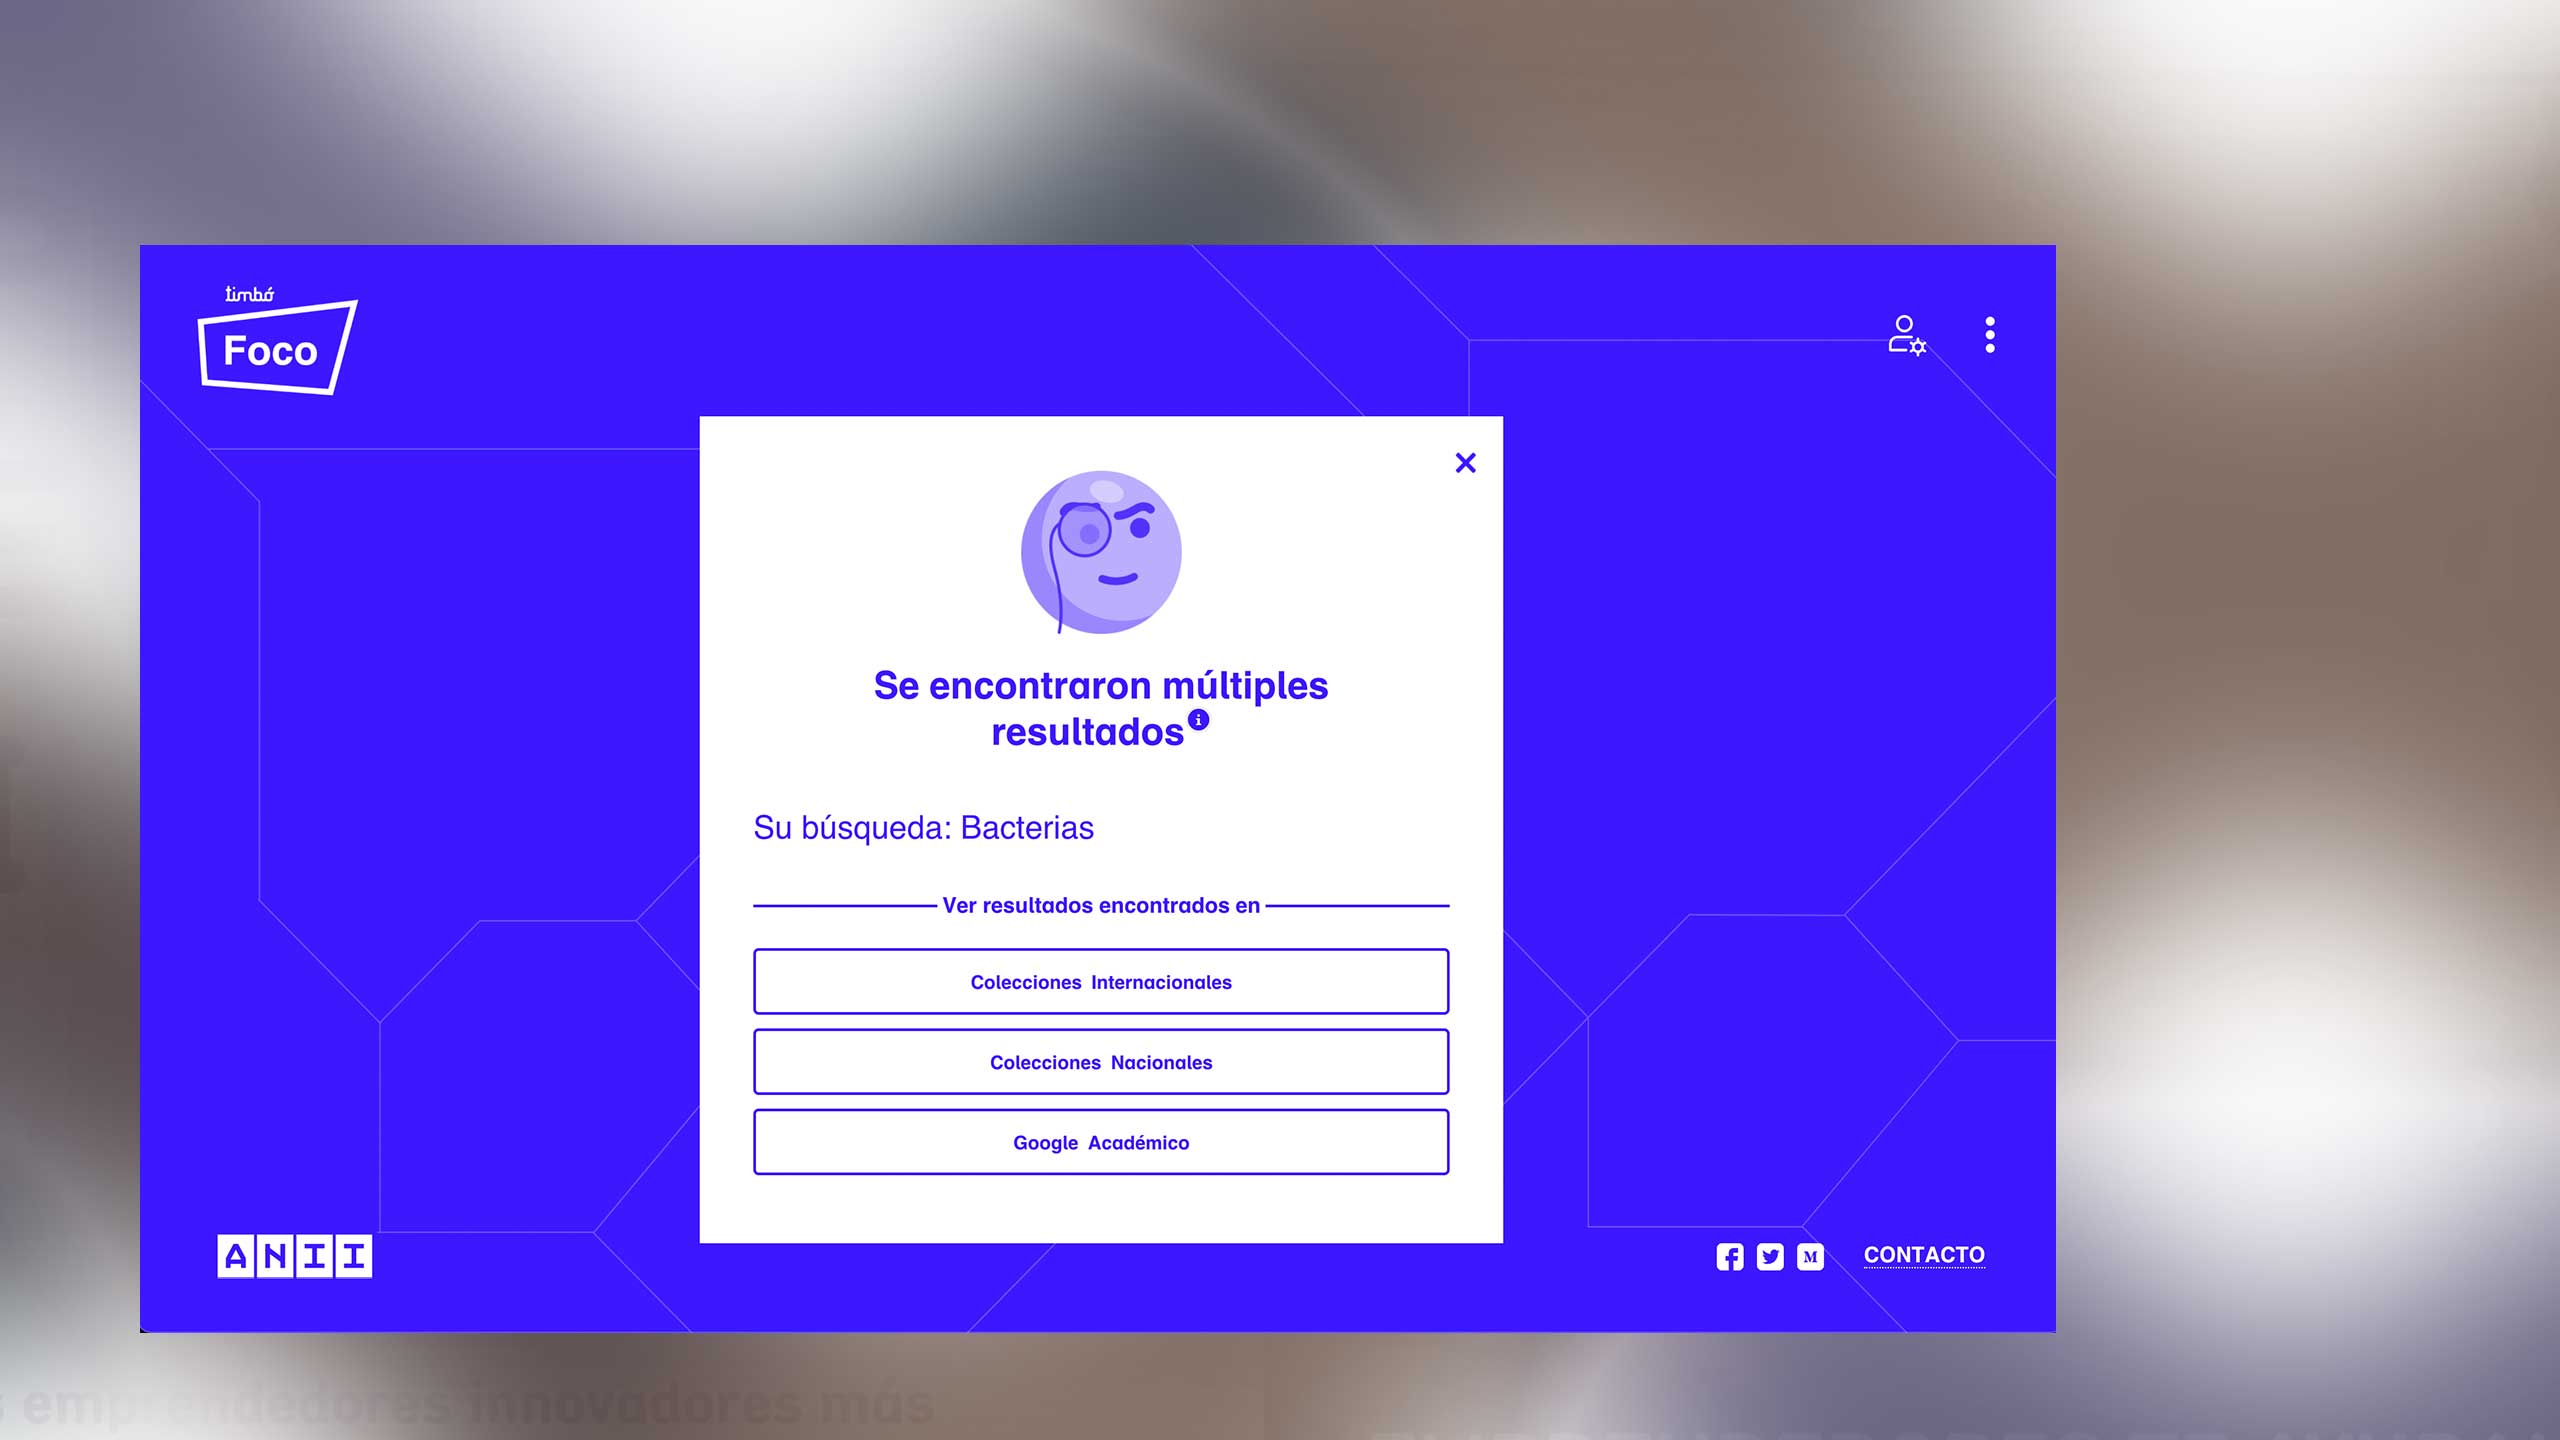 timbó
Foco
Se encontraron múltiples
resultados
Su búsqueda: Bacterias
Ver resultados encontrados en
Colecciones Internacionales
Colecciones Nacionales
Google Académico
ANII
CONTACTO
emprendedores innovadores más